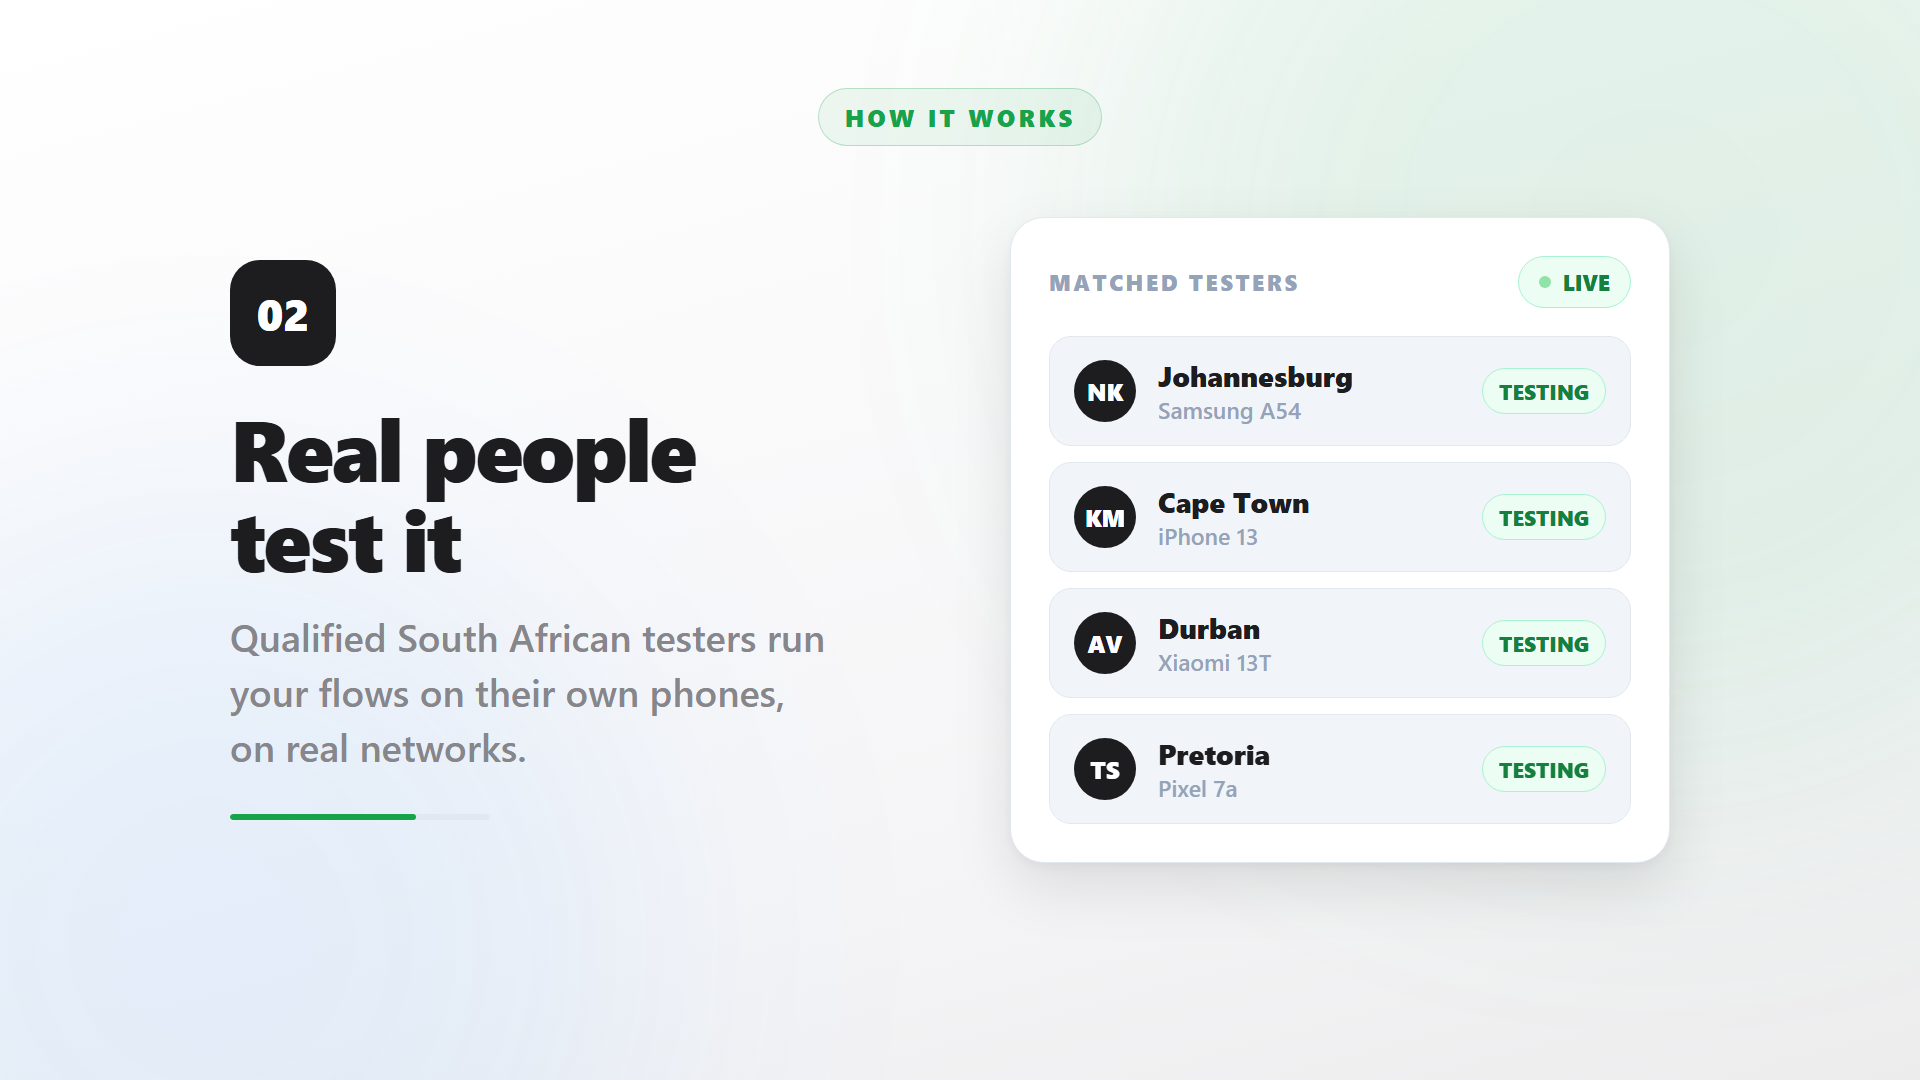 HOW IT WORKS
02
Real people
test it
Qualified South African testers run
your flows on their own phones,
on real networks.
MATCHED TESTERS
LIVE
NK
Johannesburg
Samsung A54
TESTING
KM
Cape Town
iPhone 13
TESTING
AV
Durban
Xiaomi 13T
TESTING
TS
Pretoria
Pixel 7a
TESTING